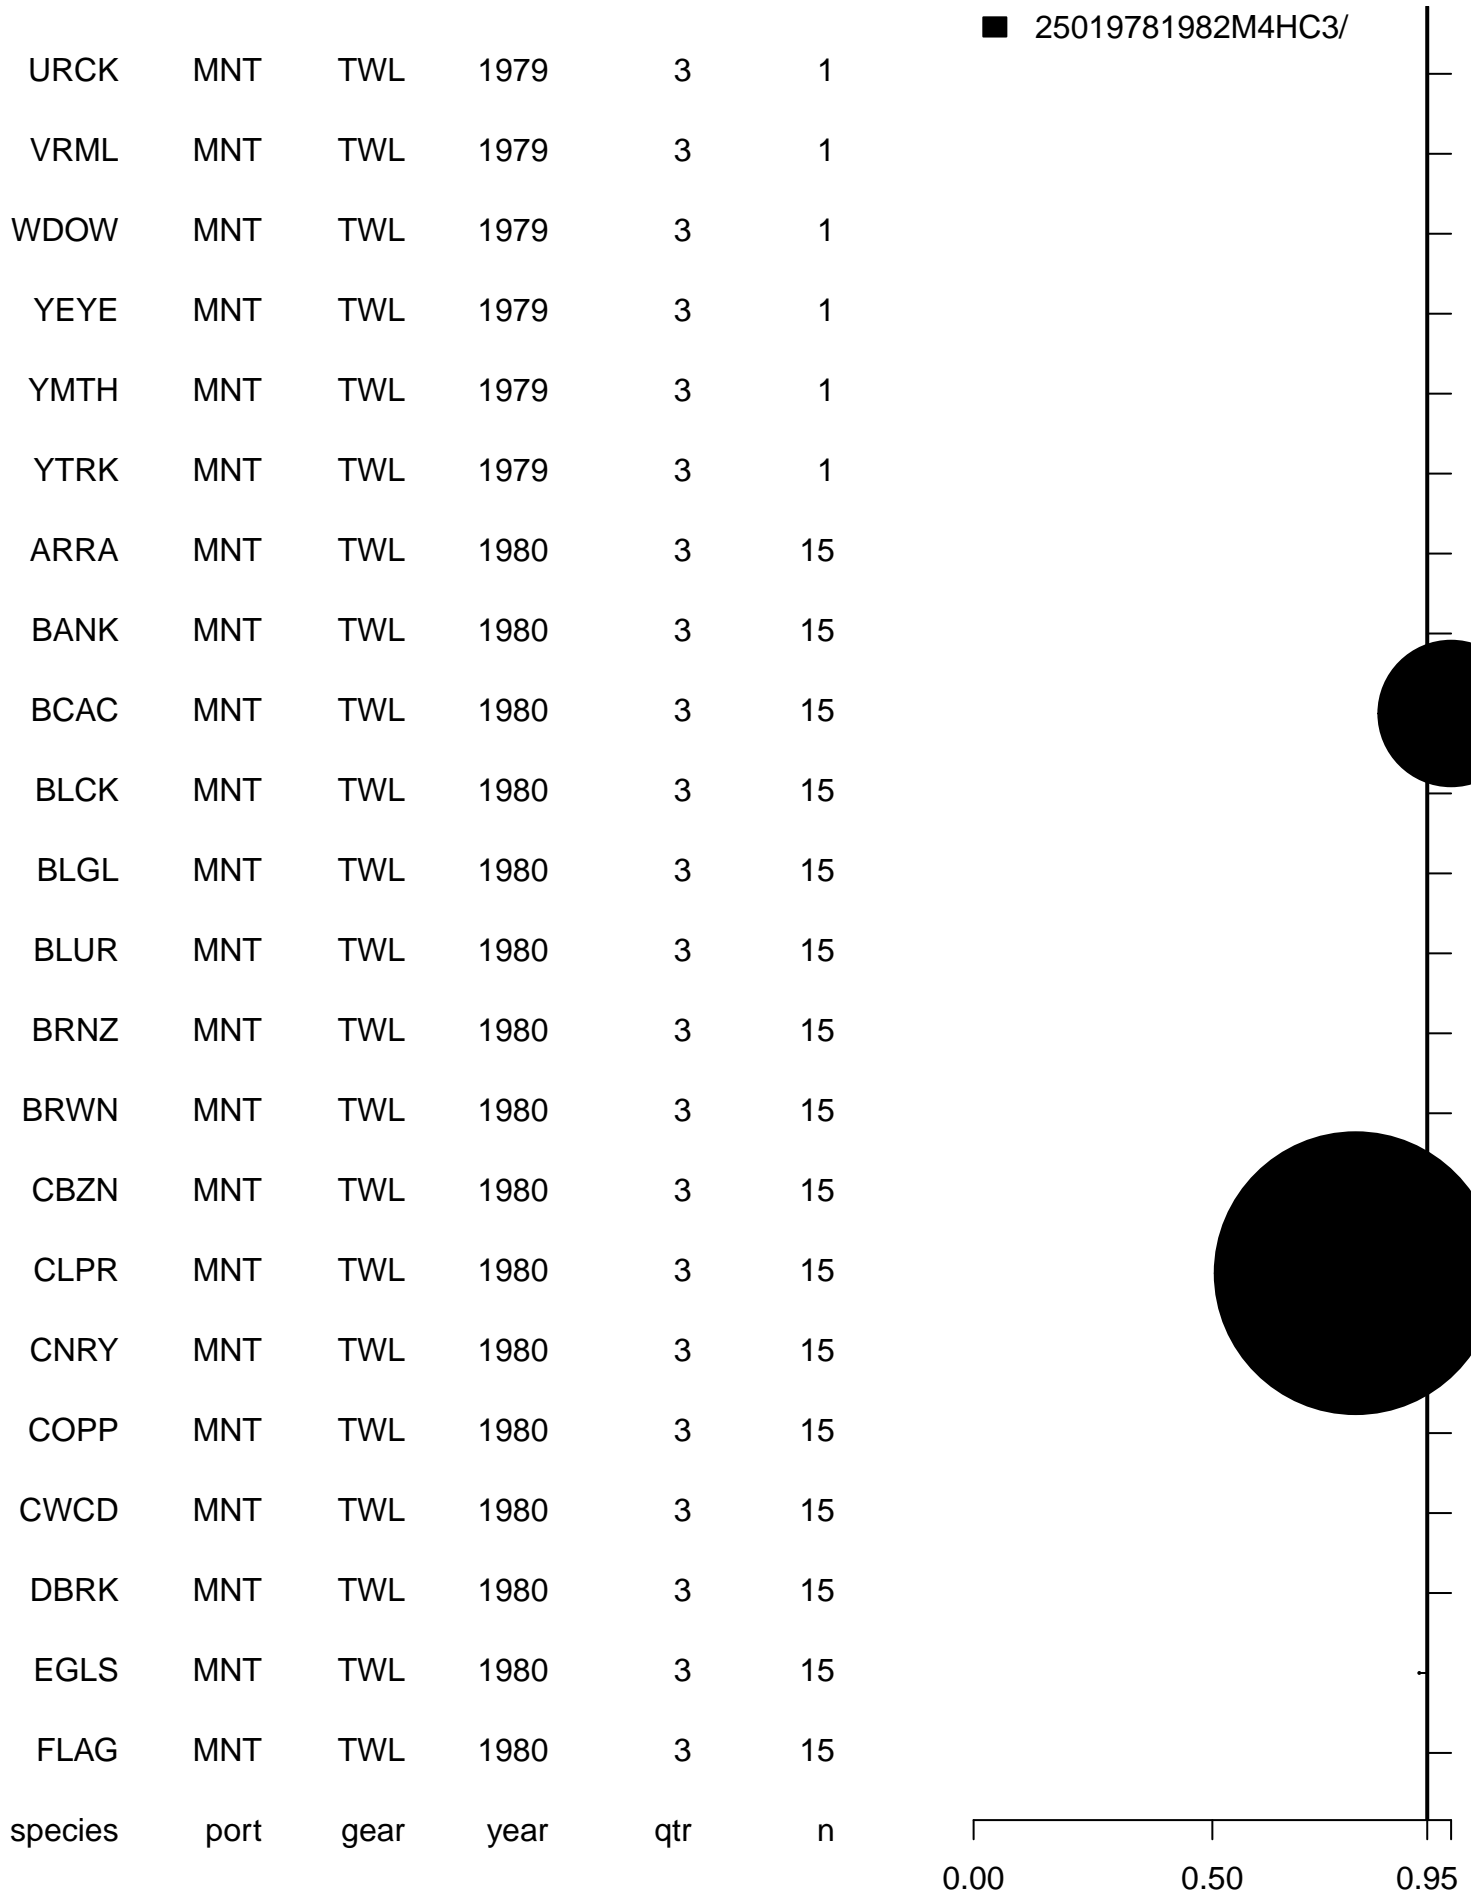 25019781982M4HC3/
URCK MNT TWL 1979 3 1
VRML MNT TWL 1979 3 1
WDOW MNT TWL 1979 3 1
YEYE MNT TWL 1979 3 1
YMTH MNT TWL 1979 3 1
YTRK MNT TWL 1979 3 1
ARRA MNT TWL 1980 3 15
BANK MNT TWL 1980 3 15
BCAC MNT TWL 1980 3 15
BLCK MNT TWL 1980 3 15
BLGL MNT TWL 1980 3 15
BLUR MNT TWL 1980 3 15
BRNZ MNT TWL 1980 3 15
BRWN MNT TWL 1980 3 15
CBZN MNT TWL 1980 3 15
CLPR MNT TWL 1980 3 15
CNRY MNT TWL 1980 3 15
COPP MNT TWL 1980 3 15
CWCD MNT TWL 1980 3 15
DBRK MNT TWL 1980 3 15
EGLS MNT TWL 1980 3 15
FLAG MNT TWL 1980 3 15
species port gear year qtr n
0.00 0.50 0.95